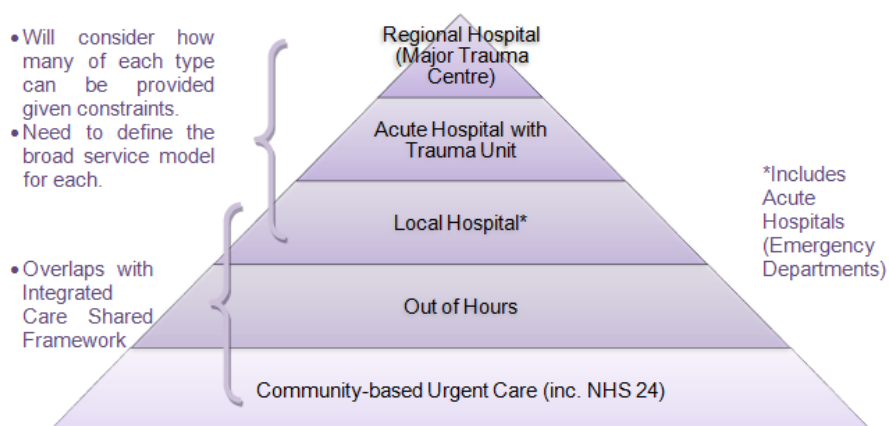 • Will consider how
many of each type
can be provided
given constraints.
• Need to define the
broad service model
for each.
• Overlaps with
Integrated
Care Shared
Framework
Regional Hospital
(Major Trauma
Centre)
Acute Hospital with
Trauma Unit
Local Hospital*
Out of Hours
Community-based Urgent Care (inc. NHS 24)
*Includes
Acute
Hospitals
(Emergency
Departments)